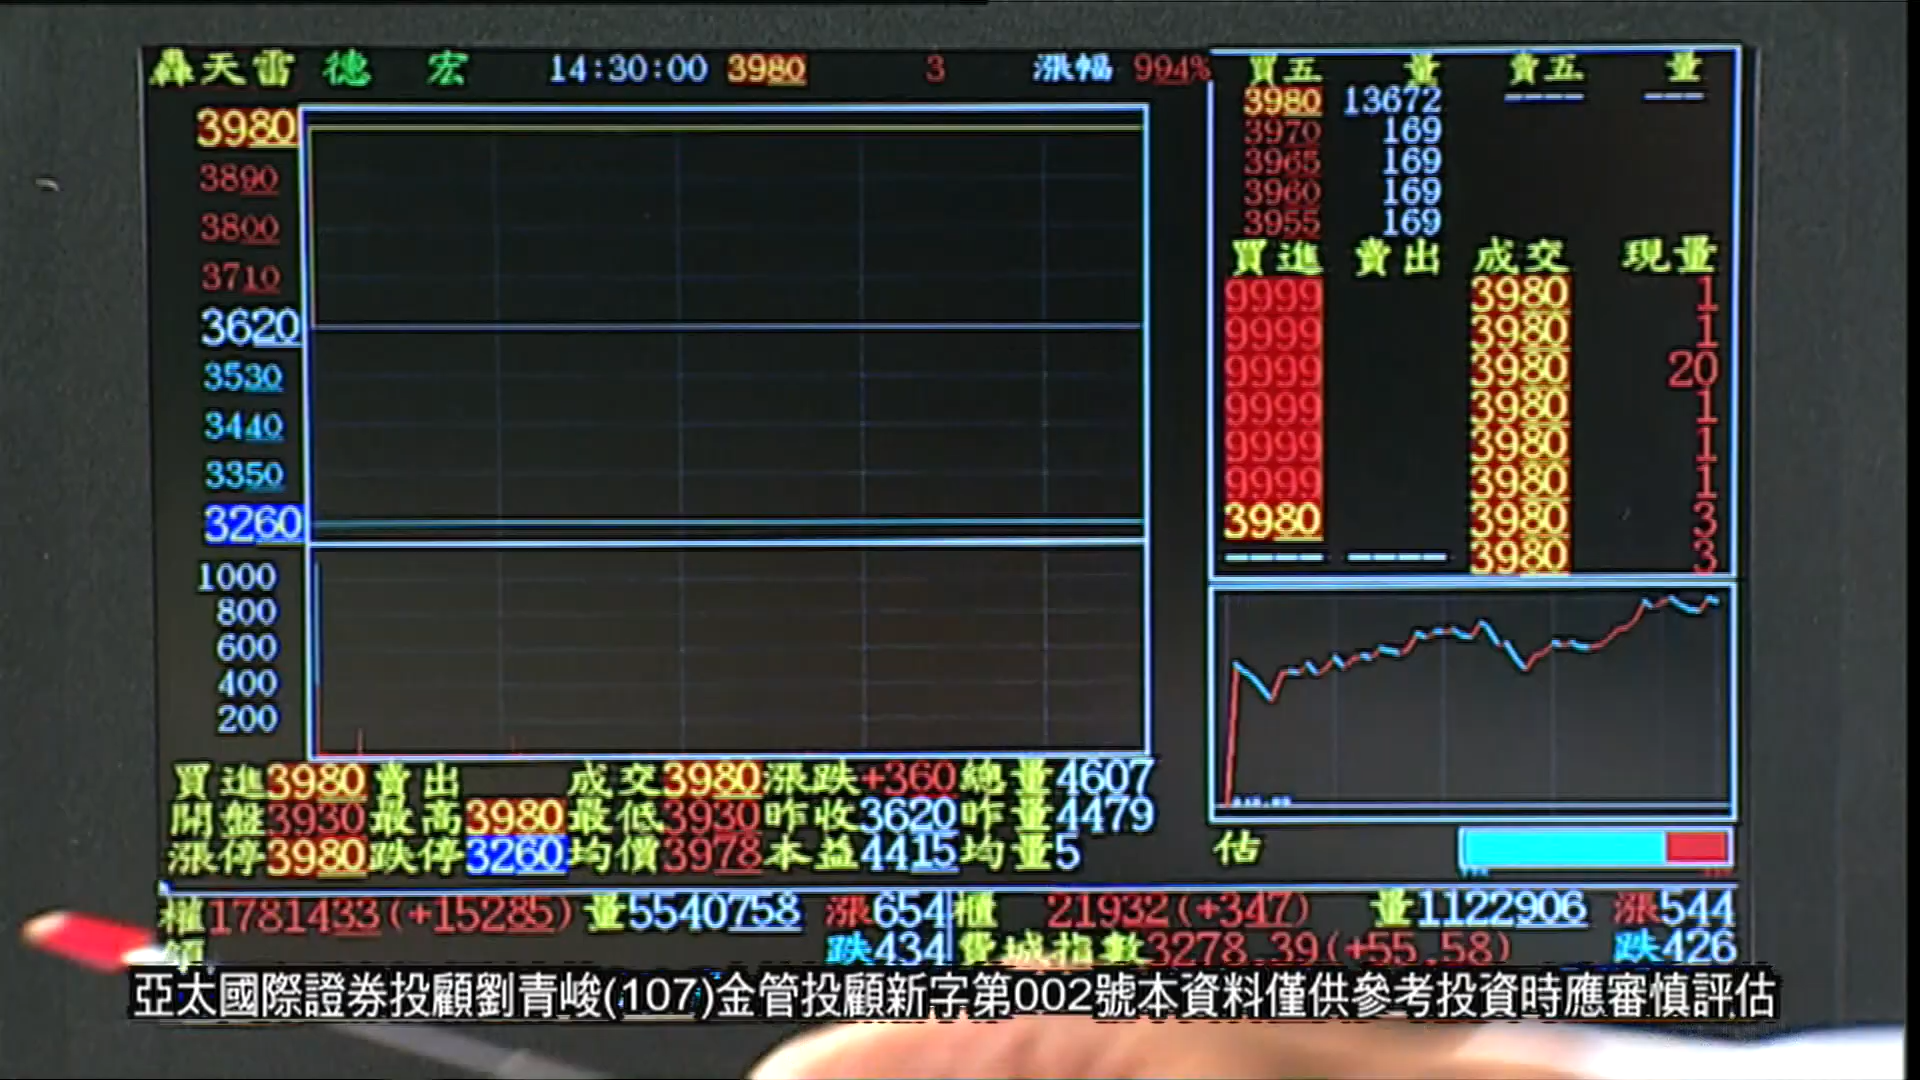 轟天雷 德 宏 14:30:00 3980 3 漲幅 994%
買五 量 賣五 量
3980 13672 ---- ---
3970 169
3965 169
3960 169
3955 169
買進 賣出 成交 現量
9999 3980 1
9999 3980 1
9999 3980 20
9999 3980 1
9999 3980 1
9999 3980 1
3980 3980 3
---- ---- 3980 3
3980
3890
3800
3710
3620
3530
3440
3350
3260
1000
800
600
400
200
買進3980賣出 成交3980漲跌+360總量4607
開盤3930最高3980最低3930昨收3620昨量4479
漲停3980跌停3260均價3978本益4415均量5
估
權1781433(+15285) 量5540758 漲654
跌434
櫃 21932(+347) 量1122906 漲544
費城指數3278.39(+55.58) 跌426
亞太國際證券投顧劉青峻(107)金管投顧新字第002號本資料僅供參考投資時應審慎評估